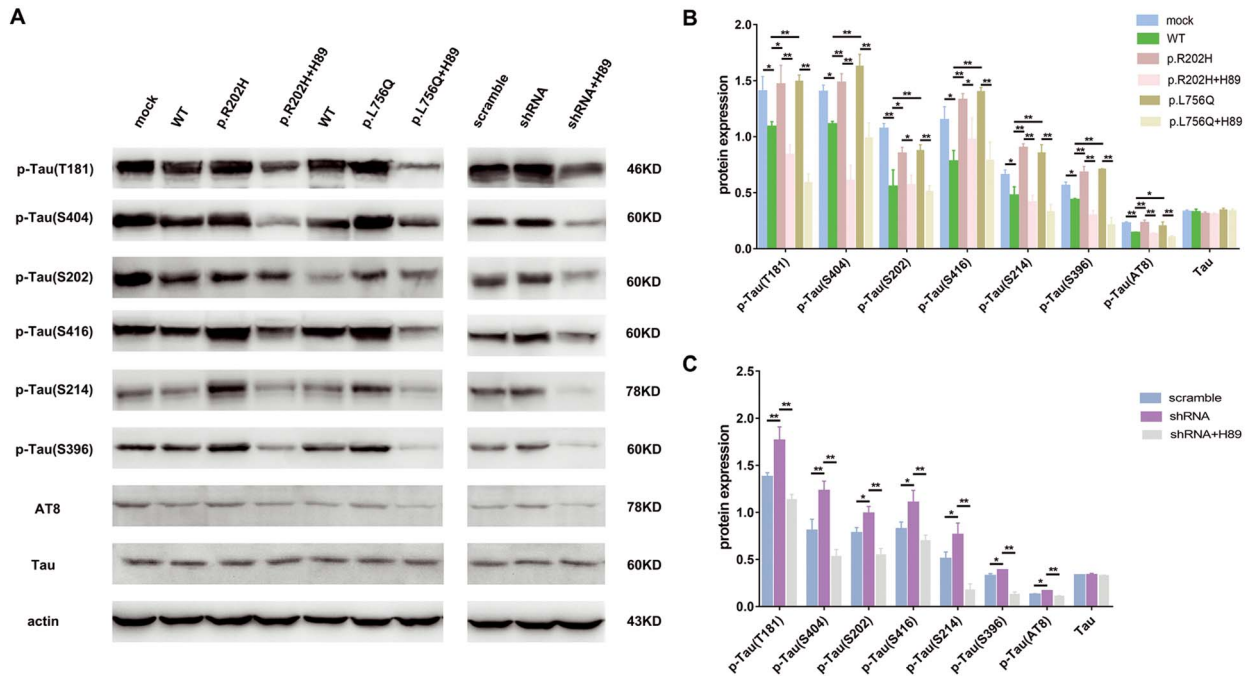 A
mock
WT
p.R202H
p.R202H+H89
WT
p.L756Q
p.L756Q+H89
scramble
shRNA
shRNA+H89
p-Tau(T181)
46KD
p-Tau(S404)
60KD
p-Tau(S202)
60KD
p-Tau(S416)
60KD
p-Tau(S214)
78KD
p-Tau(S396)
60KD
AT8
78KD
Tau
60KD
actin
43KD
B
protein expression
2.0
1.5
1.0
0.5
0.0
mock
WT
p.R202H
p.R202H+H89
p.L756Q
p.L756Q+H89
** * * ** **
** ** * ** **
** ** * * **
** ** * * **
** ** * ** **
** ** * ** **
* ** ** ** **
p-Tau(T181)
p-Tau(S404)
p-Tau(S202)
p-Tau(S416)
p-Tau(S214)
p-Tau(S396)
p-Tau(AT8)
Tau
C
protein expression
2.5
2.0
1.5
1.0
0.5
0.0
scramble
shRNA
shRNA+H89
** **
** **
* **
* **
* **
* **
* **
p-Tau(T181)
p-Tau(S404)
p-Tau(S202)
p-Tau(S416)
p-Tau(S214)
p-Tau(S396)
p-Tau(AT8)
Tau